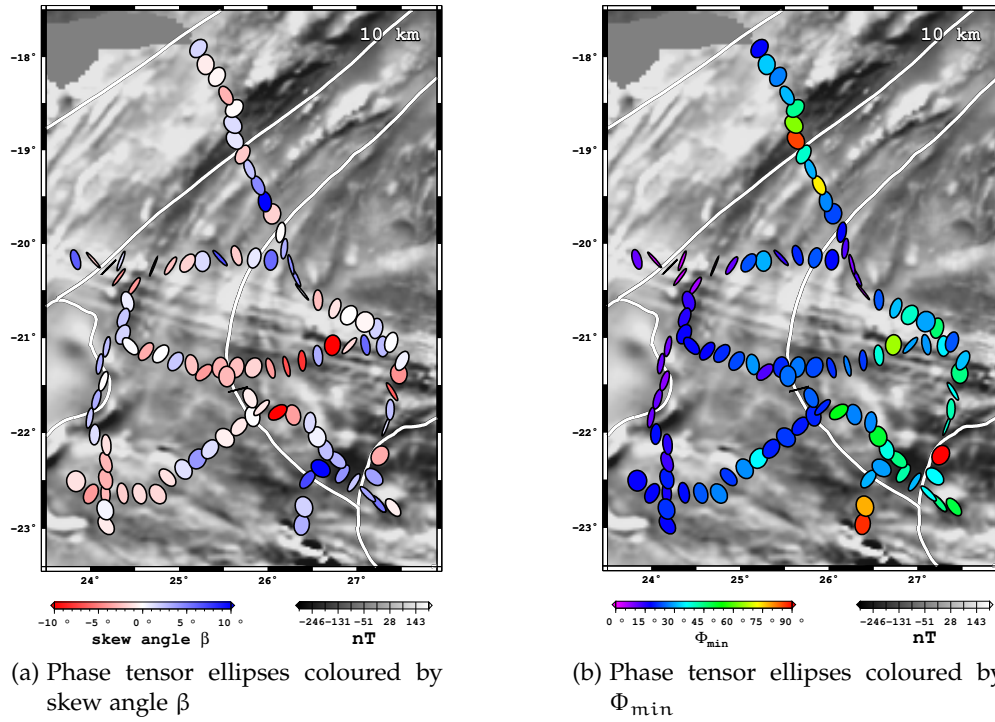 10 km
10 km
-18°
-19°
-20°
-21°
-22°
-23°
-18°
-19°
-20°
-21°
-22°
-23°
24° 25° 26° 27°
24° 25° 26° 27°
-10 ° -5 ° 0 ° 5 ° 10 °
skew angle β
-246-131-56 28 143
nT
0 ° 15 ° 30 ° 45 ° 60 ° 75 ° 90 °
Φmin
-246-131-56 28 143
nT
(a) Phase tensor ellipses coloured by
skew angle β
(b) Phase tensor ellipses coloured by
Φmin